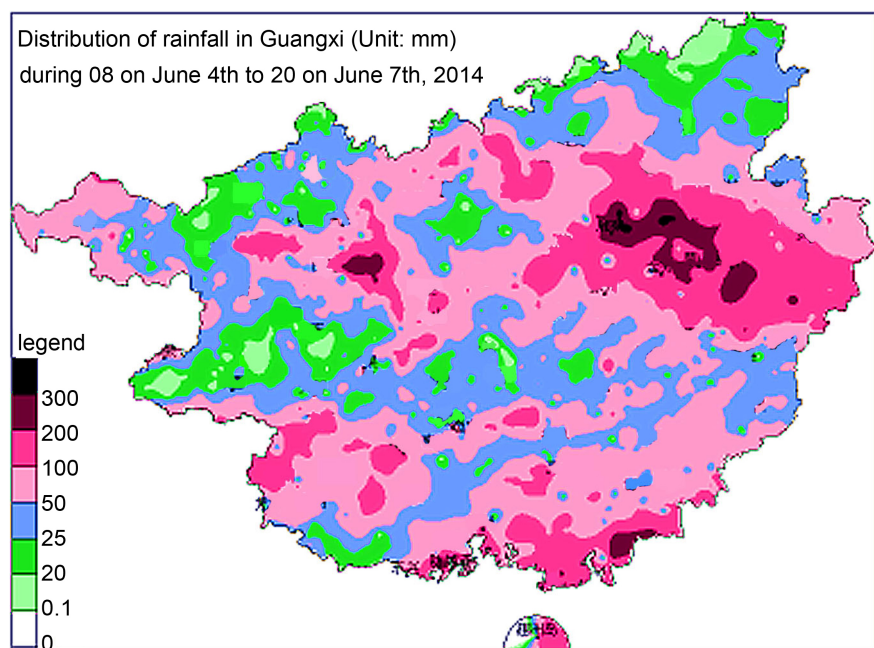 Distribution of rainfall in Guangxi (Unit: mm)
during 08 on June 4th to 20 on June 7th, 2014
legend
300
200
100
50
25
20
0.1
0